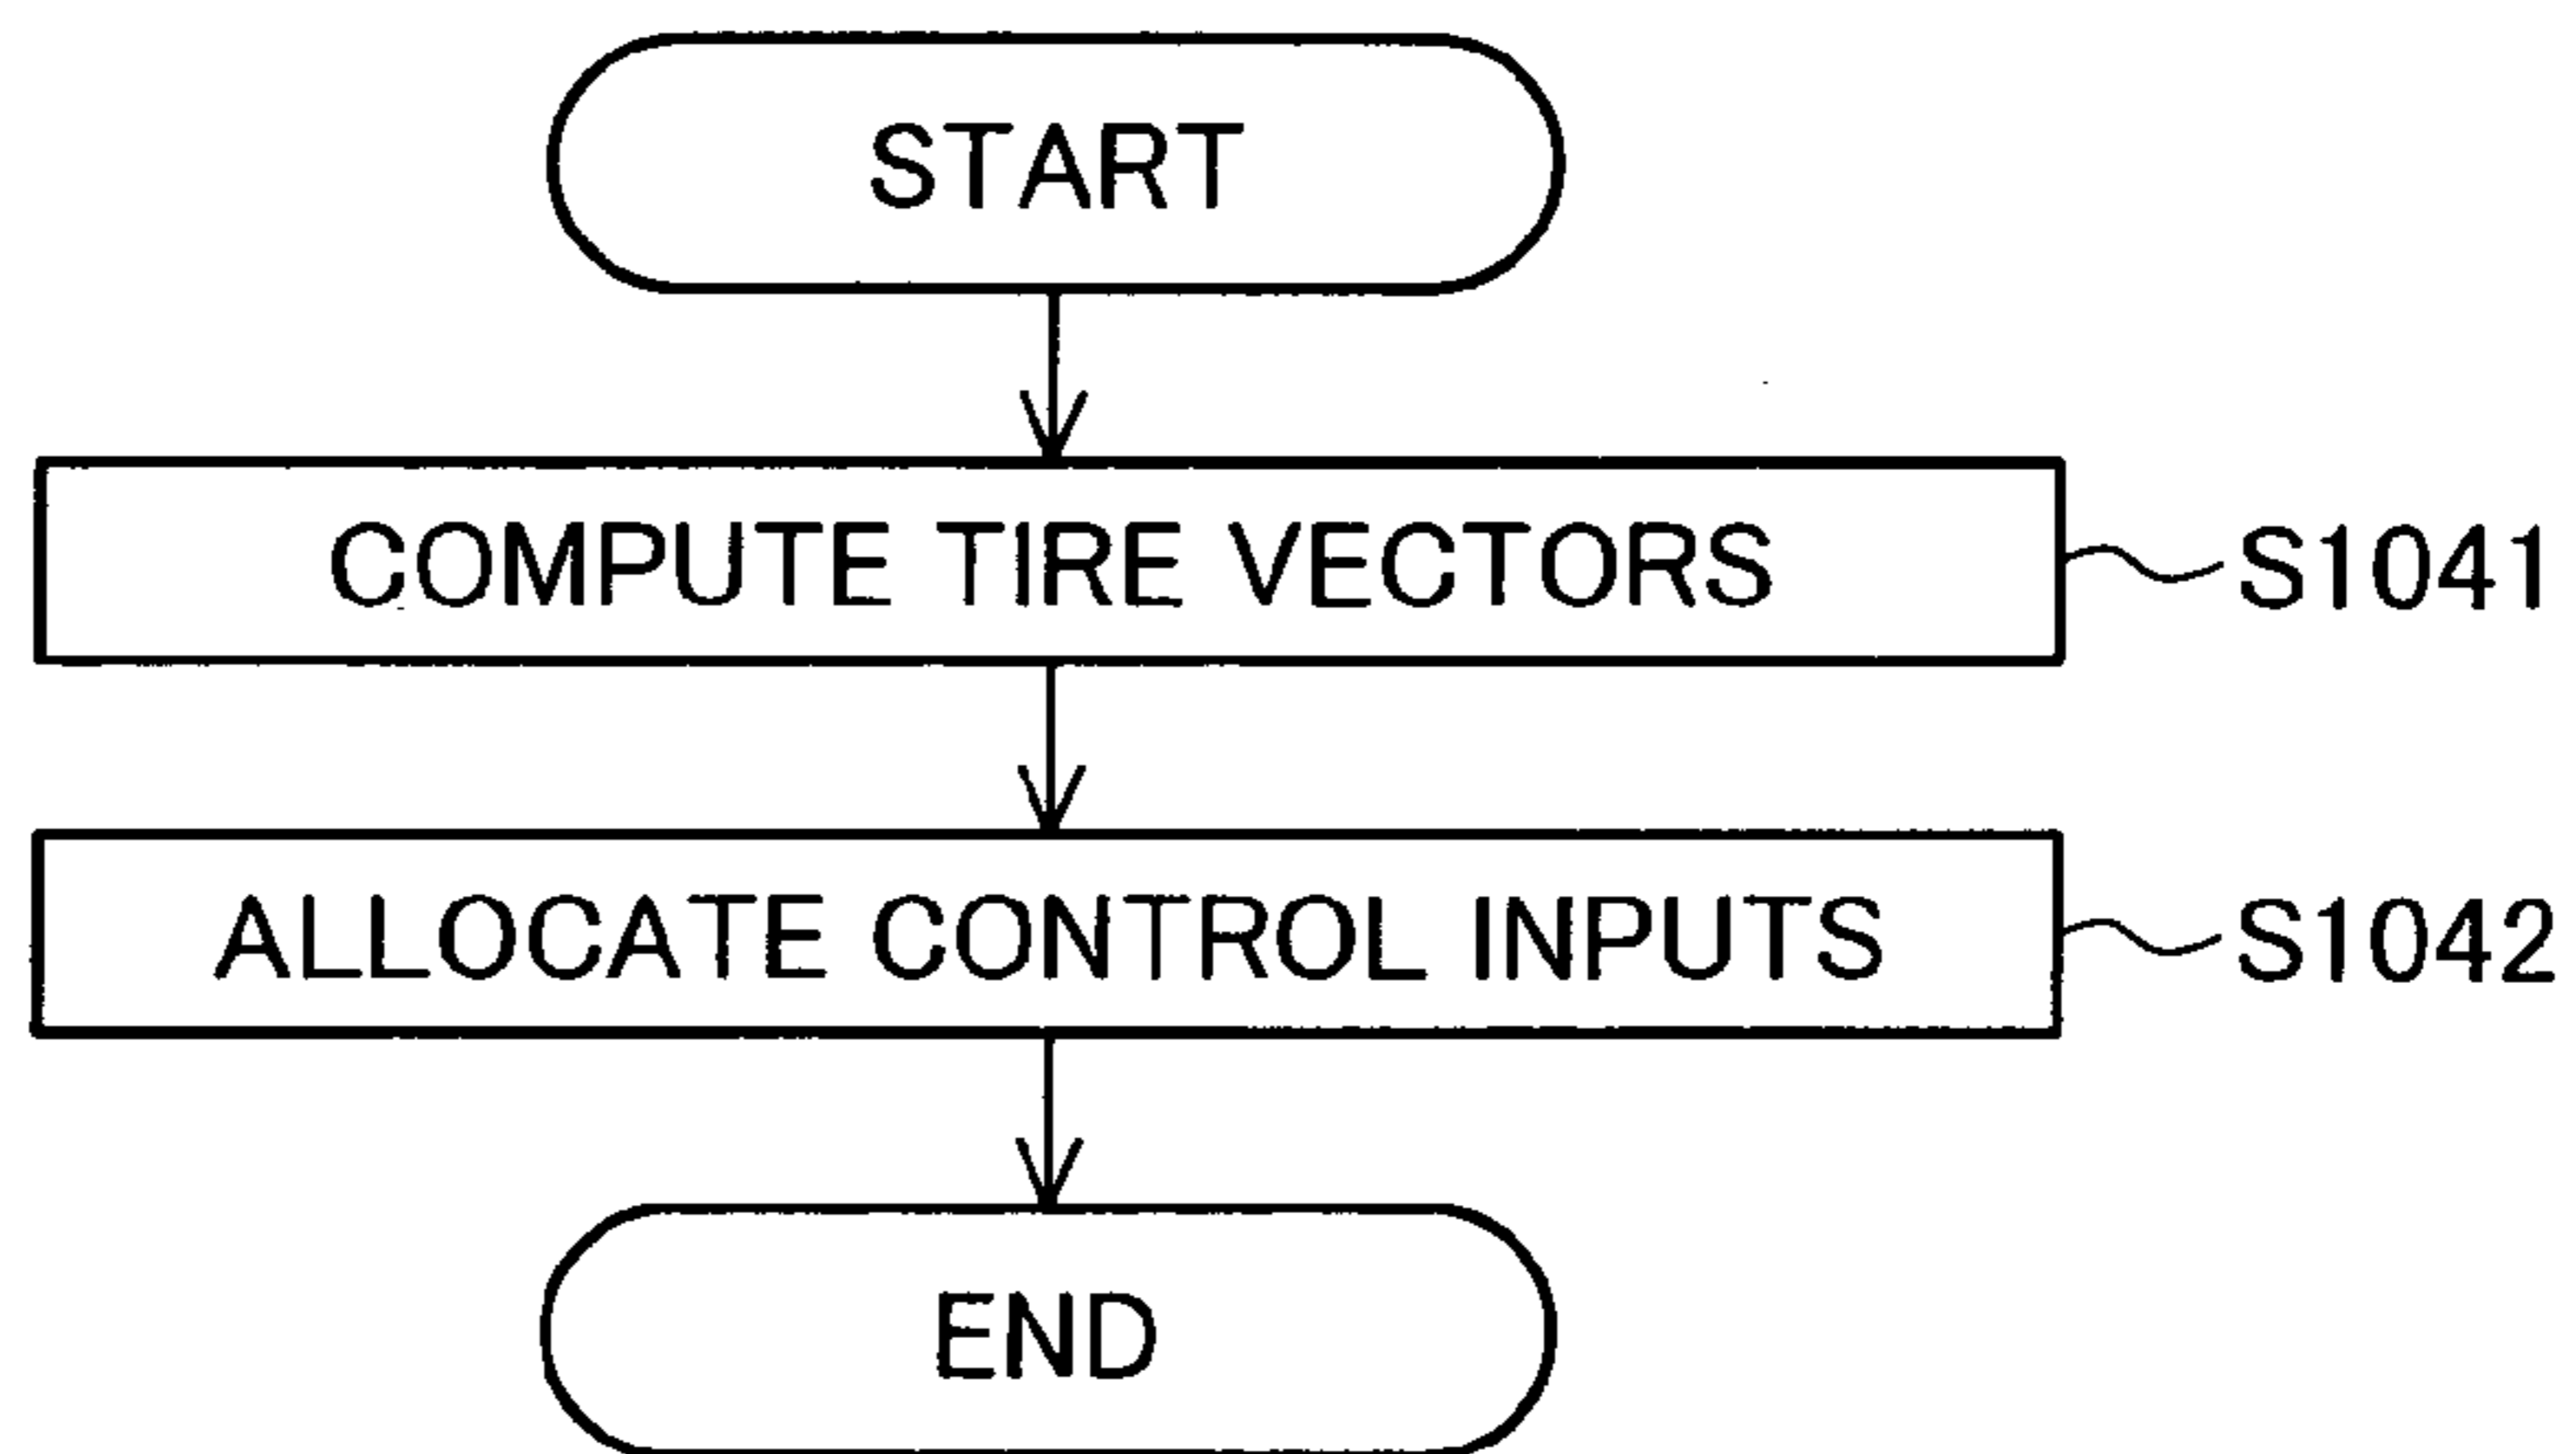 START
COMPUTE TIRE VECTORS S1041
ALLOCATE CONTROL INPUTS S1042
END